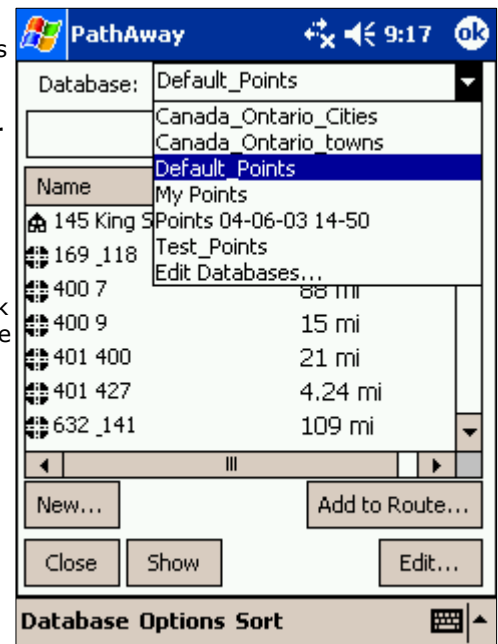 PathAway 9:17 ok
s
Database: Default_Points
Canada_Ontario_Cities
Canada_Ontario_towns
.
Default_Points
Name
My Points
145 King S
Points 04-06-03 14-50
169 _118
Test_Points
Edit Databases...
400 7 88 mi
k
400 9 15 mi
e
401 400 21 mi
401 427 4.24 mi
632 _141 109 mi
New... Add to Route...
Close Show Edit...
Database Options Sort